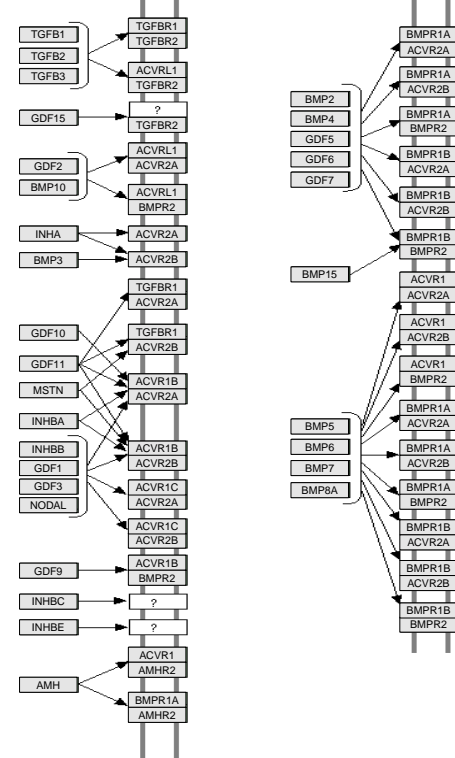 TGFB1
TGFB2
TGFB3
TGFBR1
TGFBR2
ACVRL1
TGFBR2
GDF15
?
TGFBR2
GDF2
BMP10
ACVRL1
ACVR2A
ACVRL1
BMPR2
INHA
ACVR2A
BMP3
ACVR2B
TGFBR1
ACVR2A
GDF10
GDF11
MSTN
INHBA
INHBB
GDF1
GDF3
NODAL
TGFBR1
ACVR2B
ACVR1B
ACVR2A
ACVR1B
ACVR2B
ACVR1C
ACVR2A
ACVR1C
ACVR2B
GDF9
ACVR1B
BMPR2
INHBC
?
INHBE
?
AMH
ACVR1
AMHR2
BMPR1A
AMHR2
BMP2
BMP4
GDF5
GDF6
GDF7
BMPR1A
ACVR2A
BMPR1A
ACVR2B
BMPR1A
BMPR2
BMPR1B
ACVR2A
BMPR1B
ACVR2B
BMPR1B
BMPR2
BMP15
ACVR1
ACVR2A
ACVR1
ACVR2B
ACVR1
BMPR2
BMP5
BMP6
BMP7
BMP8A
BMPR1A
ACVR2A
BMPR1A
ACVR2B
BMPR1A
BMPR2
BMPR1B
ACVR2A
BMPR1B
ACVR2B
BMPR1B
BMPR2